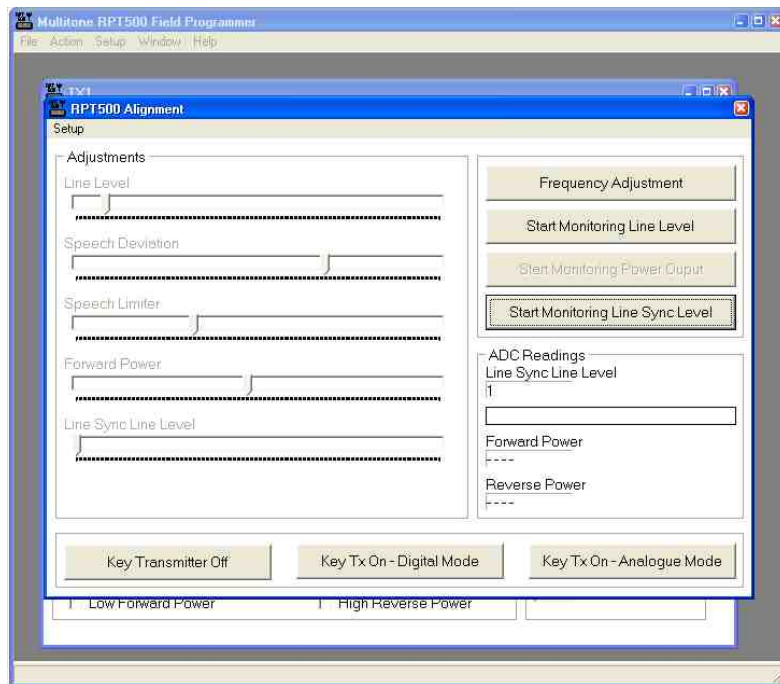 Multitone RPT500 Field Programmer
File Action Setup Window Help
TX1
RPT500 Alignment
Setup
Adjustments
Line Level
Speech Deviation
Speech Limiter
Forward Power
Line Sync Line Level
Frequency Adjustment
Start Monitoring Line Level
Start Monitoring Power Ouput
Start Monitoring Line Sync Level
ADC Readings
Line Sync Line Level
1
Forward Power
----
Reverse Power
----
Key Transmitter Off
Key Tx On - Digital Mode
Key Tx On - Analogue Mode
Low Forward Power
High Reverse Power